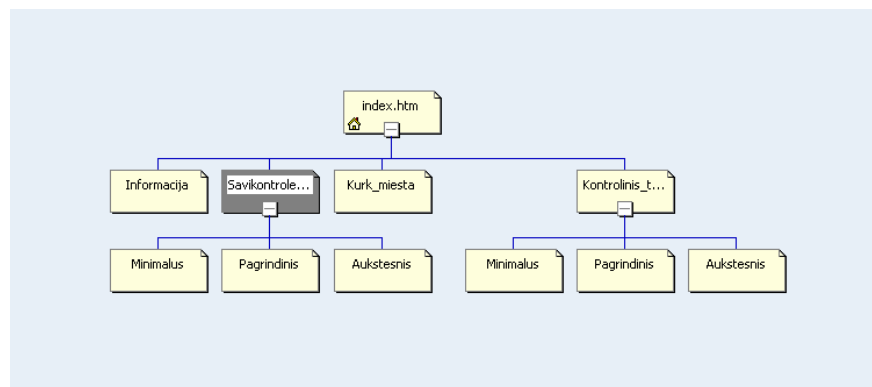 index.htm
Informacija
Savikontrole...
Kurk_miesta
Kontrolinis_t...
Minimalus
Pagrindinis
Aukstesnis
Minimalus
Pagrindinis
Aukstesnis